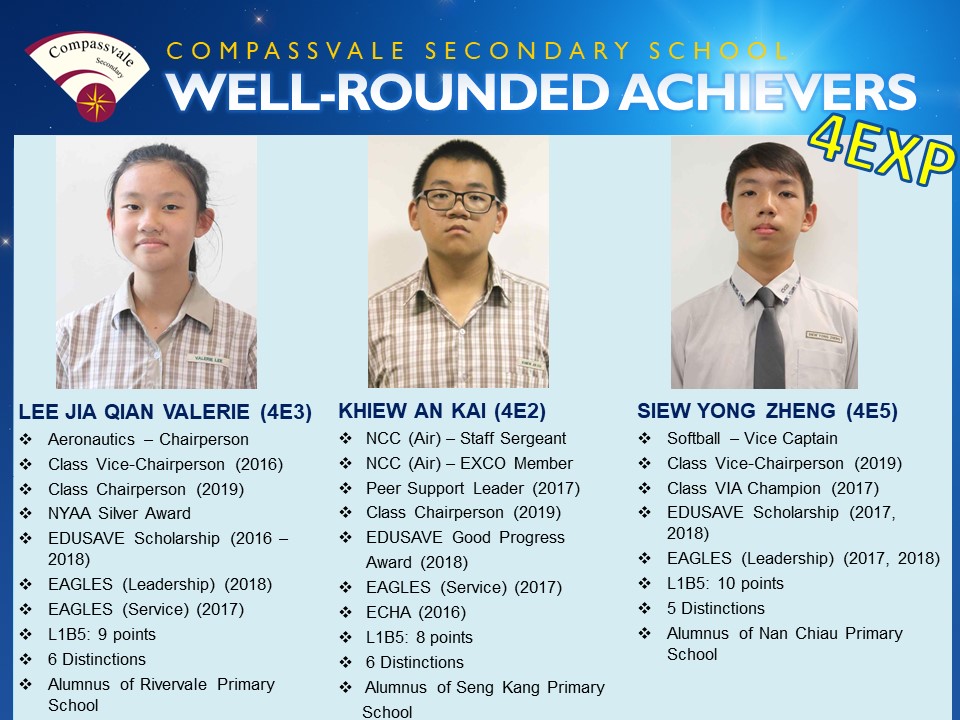 Compassvale
Secondary
COMPASSVALE SECONDARY SCHOOL
WELL-ROUNDED ACHIEVERS
4EXP
VALERIE LEE
LEE JIA QIAN VALERIE (4E3)
❖ Aeronautics – Chairperson
❖ Class Vice-Chairperson (2016)
❖ Class Chairperson (2019)
❖ NYAA Silver Award
❖ EDUSAVE Scholarship (2016 –
2018)
❖ EAGLES (Leadership) (2018)
❖ EAGLES (Service) (2017)
❖ L1B5: 9 points
❖ 6 Distinctions
❖ Alumnus of Rivervale Primary
School
KHIEW AN KAI (4E2)
❖ NCC (Air) – Staff Sergeant
❖ NCC (Air) – EXCO Member
❖ Peer Support Leader (2017)
❖ Class Chairperson (2019)
❖ EDUSAVE Good Progress
Award (2018)
❖ EAGLES (Service) (2017)
❖ ECHA (2016)
❖ L1B5: 8 points
❖ 6 Distinctions
❖ Alumnus of Seng Kang Primary
School
SIEW YONG ZHENG (4E5)
❖ Softball – Vice Captain
❖ Class Vice-Chairperson (2019)
❖ Class VIA Champion (2017)
❖ EDUSAVE Scholarship (2017,
2018)
❖ EAGLES (Leadership) (2017, 2018)
❖ L1B5: 10 points
❖ 5 Distinctions
❖ Alumnus of Nan Chiau Primary
School